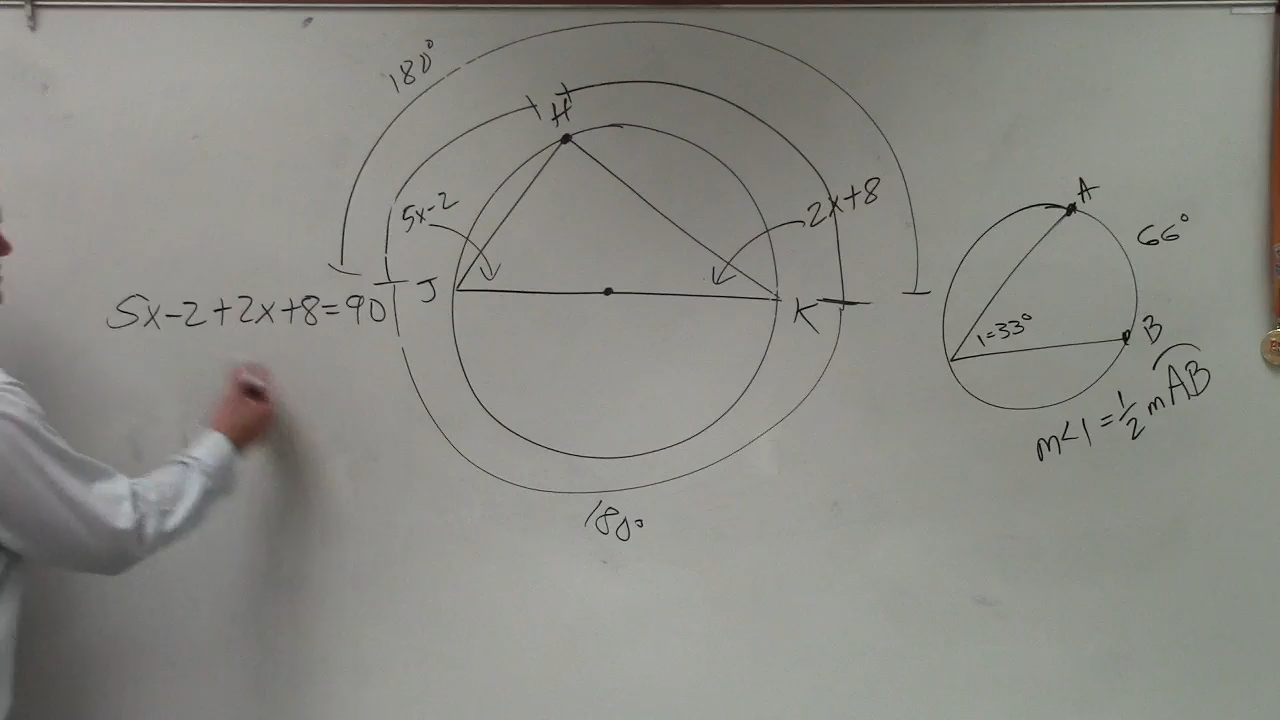 180°
H
5x-2
2x+8
J
K
5x-2+2x+8=90
180
A
66°
B
1=33°
m<1=1/2 mAB